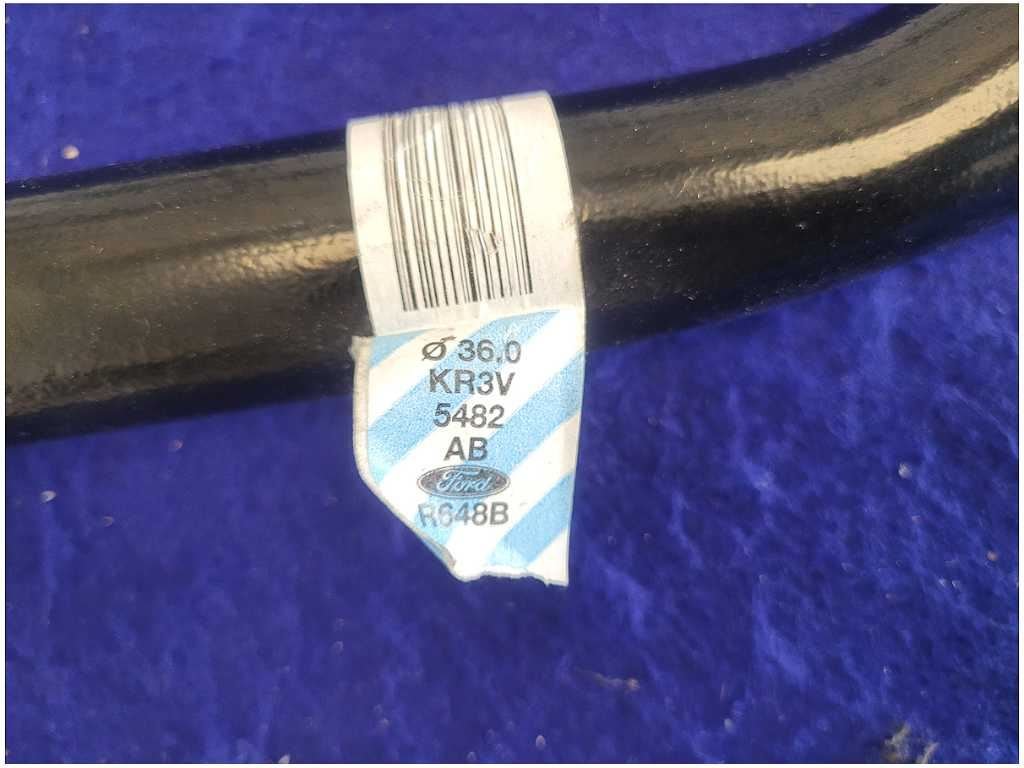 Ø 36,0
KR3V
5482
AB
Ford
R648B